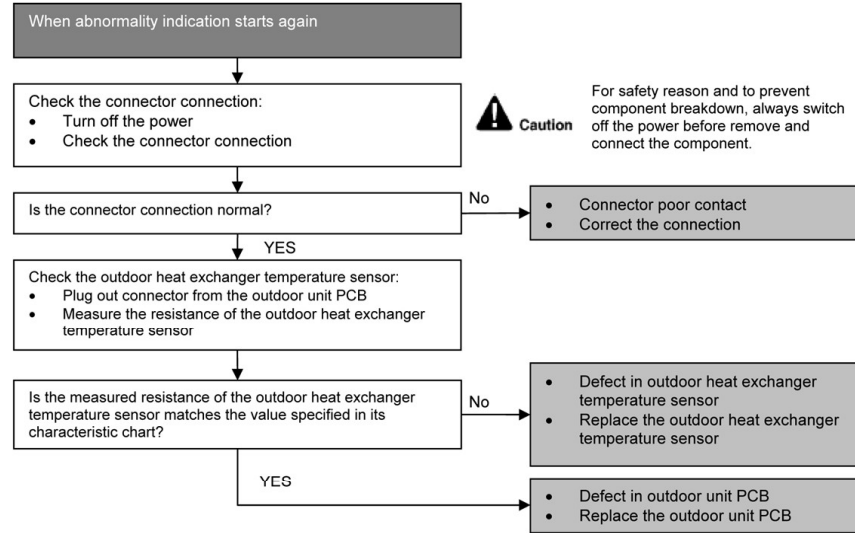 When abnormality indication starts again
Check the connector connection:
• Turn off the power
• Check the connector connection
Caution
For safety reason and to prevent
component breakdown, always switch
off the power before remove and
connect the component.
Is the connector connection normal?
No
• Connector poor contact
• Correct the connection
YES
Check the outdoor heat exchanger temperature sensor:
• Plug out connector from the outdoor unit PCB
• Measure the resistance of the outdoor heat exchanger
temperature sensor
Is the measured resistance of the outdoor heat exchanger
temperature sensor matches the value specified in its
characteristic chart?
No
• Defect in outdoor heat exchanger
temperature sensor
• Replace the outdoor heat exchanger
temperature sensor
YES
• Defect in outdoor unit PCB
• Replace the outdoor unit PCB